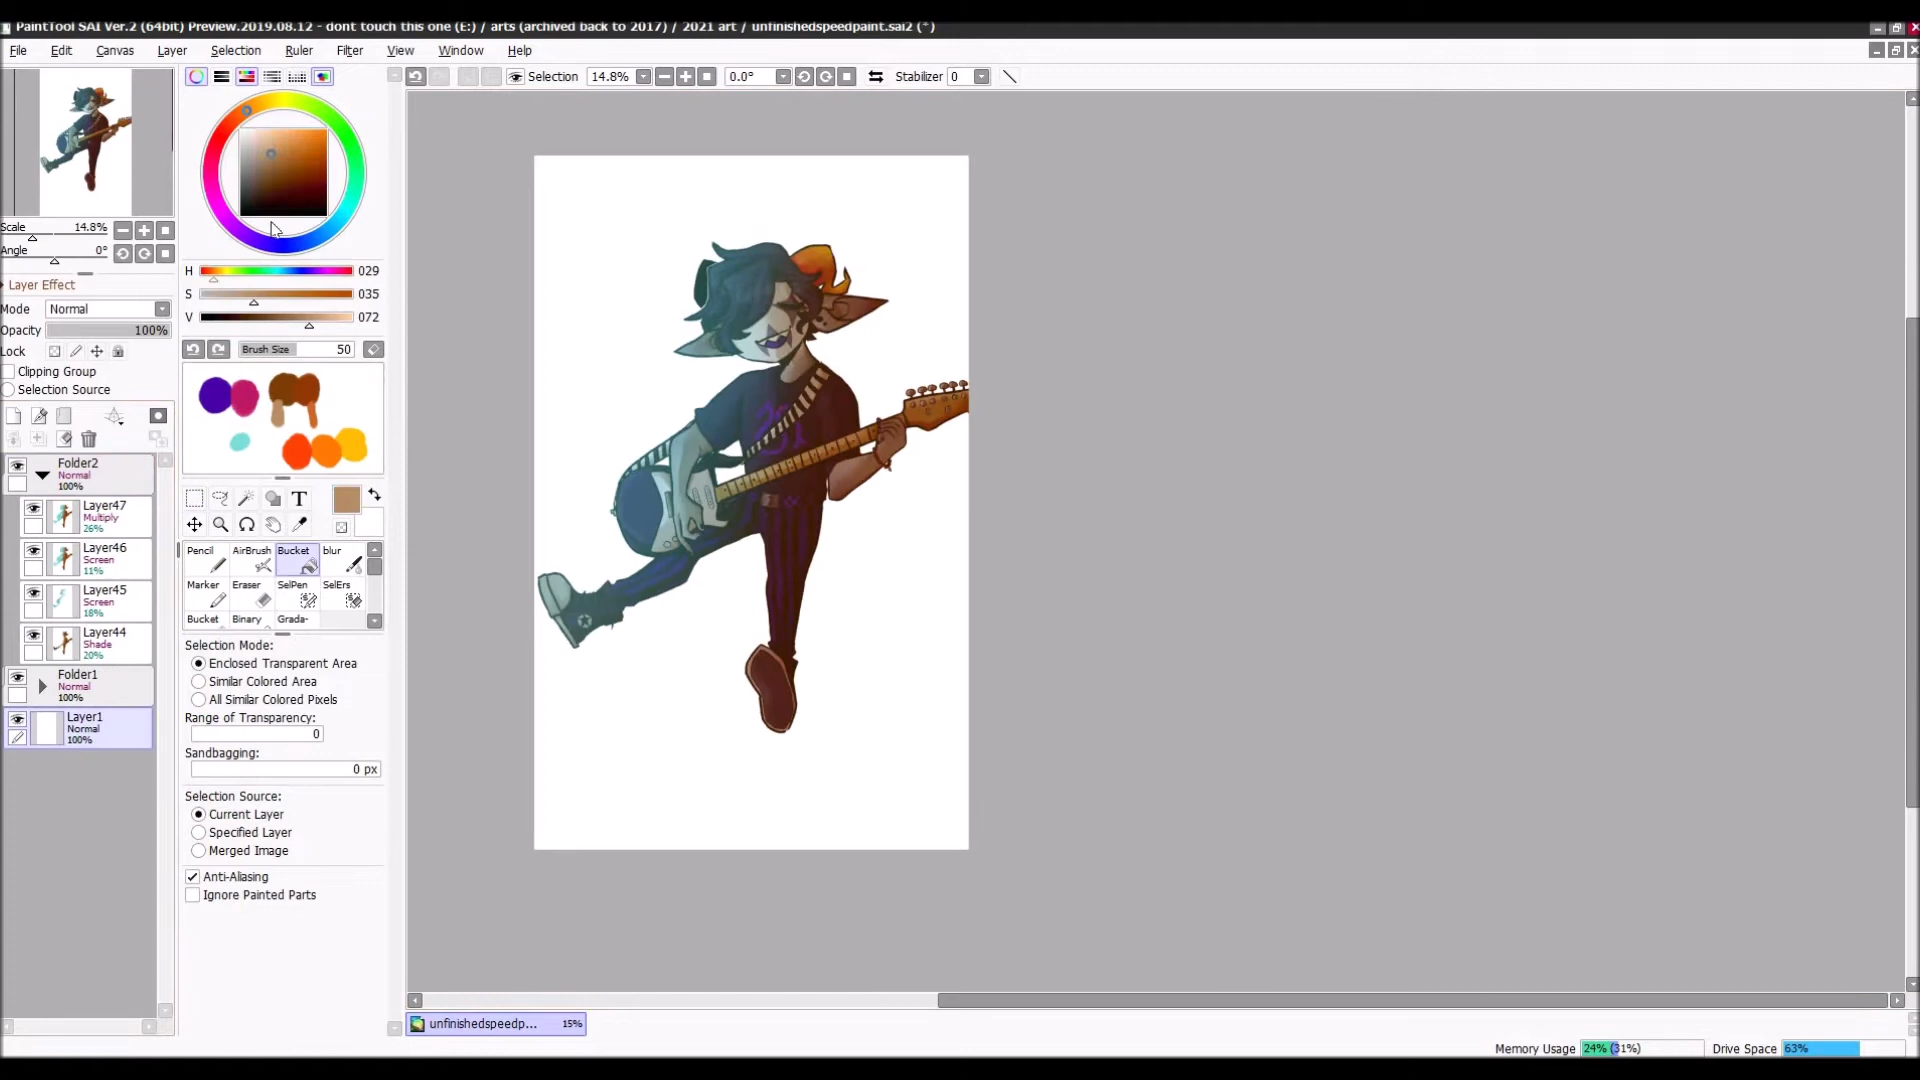 PaintTool SAI Ver.2 (64bit) Preview.2019.08.12 - dont touch this one (E:) / arts (archived back to 2017) / 2021 art / unfinishedspeedpaint.sai2 (*)
File Edit Canvas Layer Selection Ruler Filter View Window Help
Selection 14.8% 0.0° Stabilizer 0
Scale 14.8%
Angle 0°
Layer Effect
Mode Normal
Opacity 100%
Lock
Clipping Group
Selection Source
Folder2
Normal
100%
Layer47
Multiply
26%
Layer46
Screen
11%
Layer45
Screen
18%
Layer44
Shade
20%
Folder1
Normal
100%
Layer1
Normal
100%
H 029
S 035
V 072
Brush Size 50
T
Pencil AirBrush Bucket blur
Marker Eraser SelPen SelErs
Bucket Binary Grada-
Selection Mode:
Enclosed Transparent Area
Similar Colored Area
All Similar Colored Pixels
Range of Transparency:
0
Sandbagging:
0 px
Selection Source:
Current Layer
Specified Layer
Merged Image
Anti-Aliasing
Ignore Painted Parts
unfinishedspeedp... 15%
Memory Usage 24% (31%) Drive Space 63%